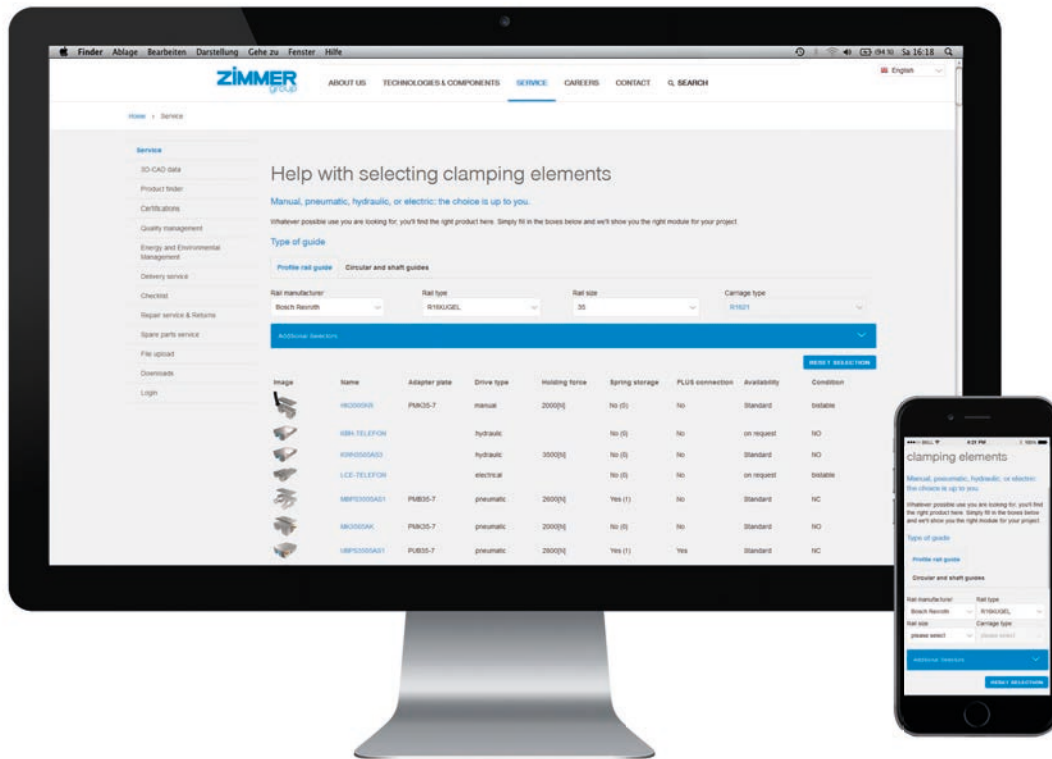 Finder Ablage Bearbeiten Darstellung Gehe zu Fenster Hilfe
Sa 16:18
ZIMMER
group
ABOUT US TECHNOLOGIES & COMPONENTS SERVICE CAREERS CONTACT SEARCH
English
Home › Service
Service
3D-CAD data
Product finder
Certifications
Quality management
Energy and Environmental
Management
Delivery service
Checklist
Repair service & Returns
Spare parts service
File upload
Downloads
Login
Help with selecting clamping elements
Manual, pneumatic, hydraulic, or electric: the choice is up to you.
Whatever possible use you are looking for, you'll find the right product here. Simply fill in the boxes below and we'll show you the right module for your project.
Type of guide
Profile rail guide Circular and shaft guides
Rail manufacturer Rail type Rail size Carriage type
Bosch Rexroth R16KUGEL 35 R1621
Additional Selectors
RESET SELECTION
Image Name Adapter plate Drive type Holding force Spring storage PLUS connection Availability Condition
PMK35-7 manual 2000[N] No (0) No Standard bistable
KBH-TELEFON hydraulic No (0) No on request NO
hydraulic 3500[N] No (0) No Standard NO
LCE-TELEFON electrical No (0) No on request bistable
MBPS3505AS1 PMB35-7 pneumatic 2600[N] Yes (1) No Standard NC
MK3505AK PMK35-7 pneumatic 2000[N] No (0) No Standard NO
UBPS3505AS1 PUB35-7 pneumatic 2800[N] Yes (1) Yes Standard NC
BELL 4:21 PM 100%
clamping elements
Manual, pneumatic, hydraulic, or electric:
the choice is up to you.
Whatever possible use you are looking for, you'll find
the right product here. Simply fill in the boxes below
and we'll show you the right module for your project.
Type of guide
Profile rail guide
Circular and shaft guides
Rail manufacturer Rail type
Bosch Rexroth R16KUGEL
Rail size Carriage type
please select please select
Additional Selectors
RESET SELECTION